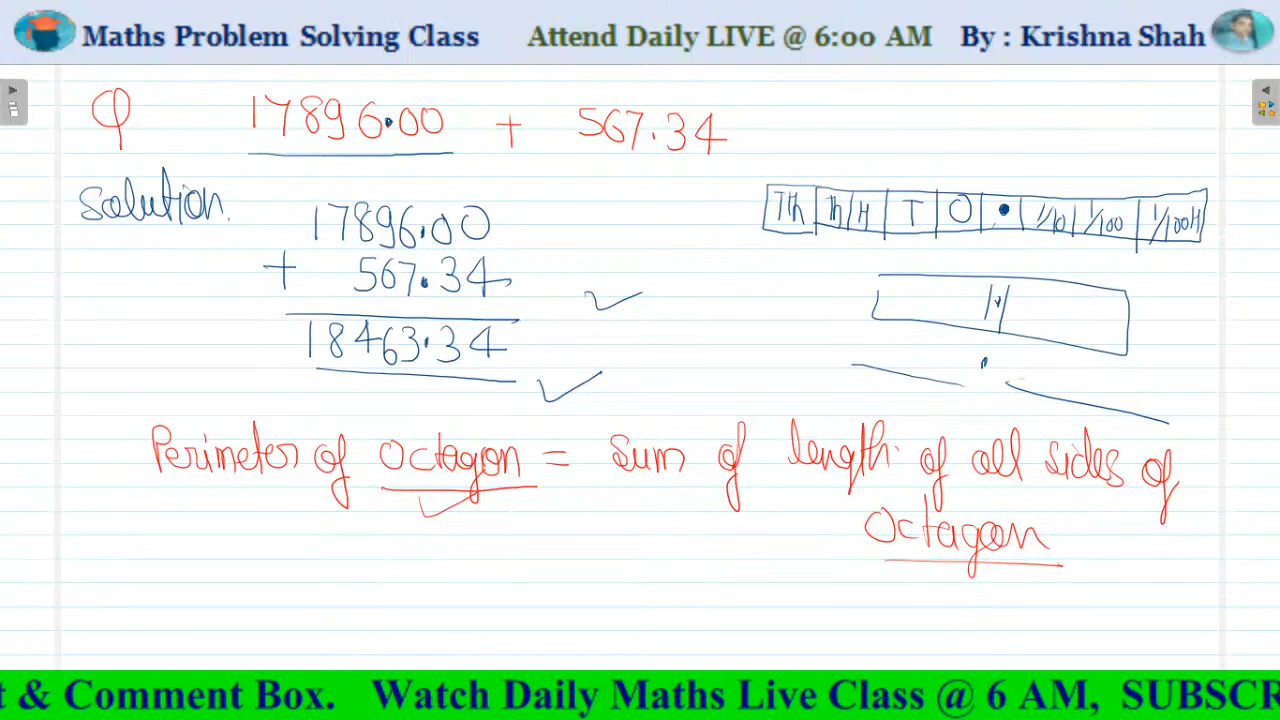 Maths Problem Solving Class Attend Daily LIVE @ 6:00 AM By : Krishna Shah
Q 17896.00 + 567.34
Solution.
17896.00
+ 567.34
18463.34
TTh Th H T O • 1/10 1/100 1/100H
Perimeter of Octagon = Sum of length of all sides of
Octagon
t & Comment Box. Watch Daily Maths Live Class @ 6 AM, SUBSCR